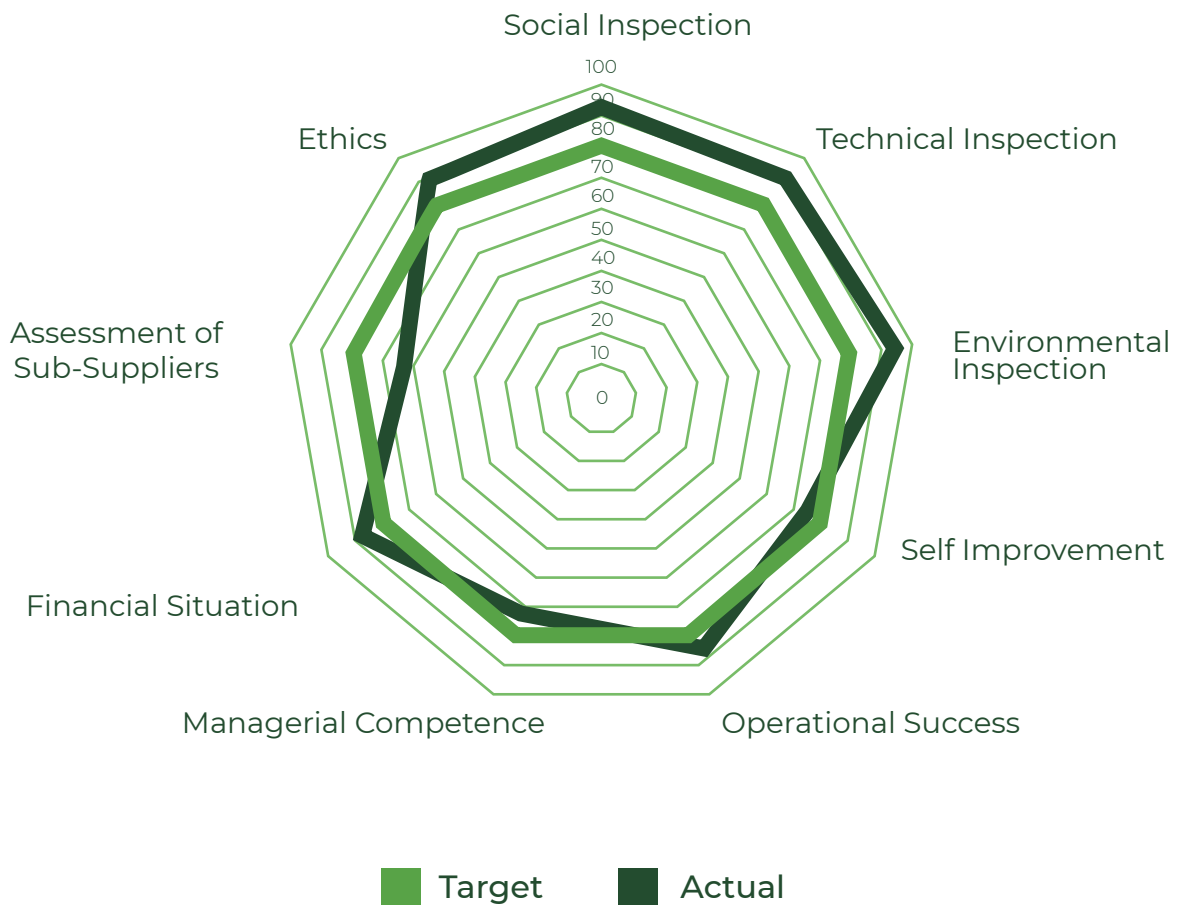 Social Inspection
100
90
Ethics
80
Technical Inspection
70
60
50
40
30
20
10
0
Assessment of
Sub-Suppliers
Environmental
Inspection
Self Improvement
Financial Situation
Managerial Competence
Operational Success
Target
Actual